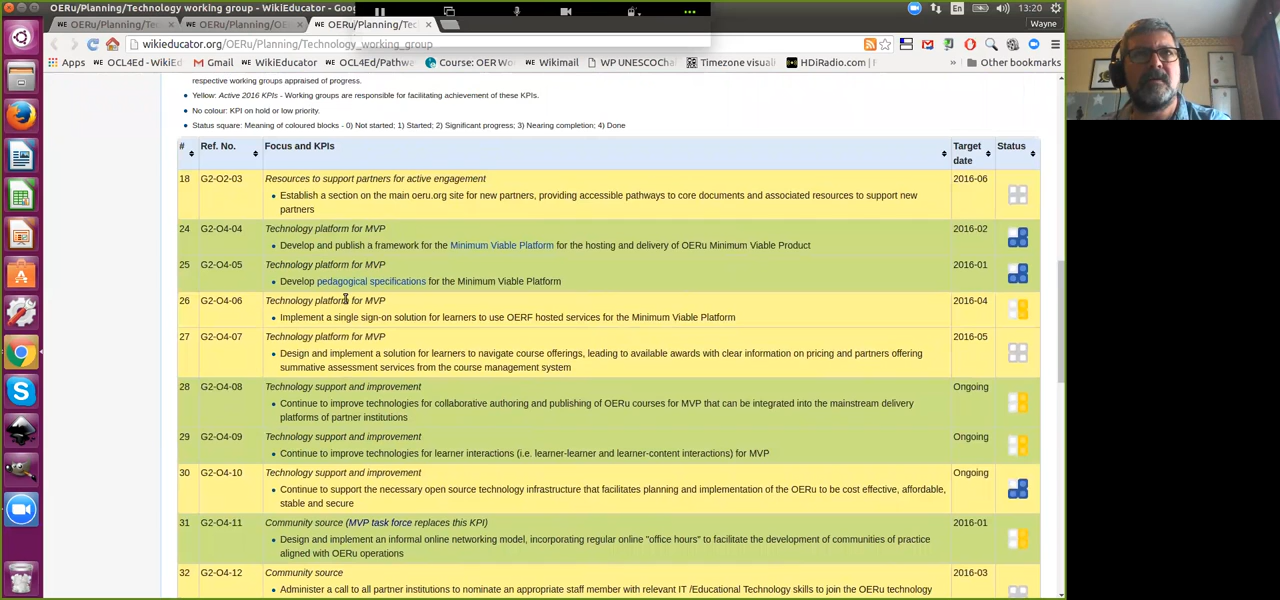 OERu/Planning/Technology working group - WikiEducator - Goo
En
13:20
WE OERu/Planning/Technolo
WE OERu/Planning/OERu
WE OERu/Planning/Tec
Wayne
wikieducator.org/OERu/Planning/Technology_working_group
Apps
WE OCL4Ed - WikiEd
Gmail
WE WikiEducator
WE OCL4Ed/Pathw
Course: OER Wo
WE Wikimail
WP UNESCOCha
Timezone visuali
HDiRadio.com | F
»
Other bookmarks
respective working groups appraised of progress.
Yellow: Active 2016 KPIs - Working groups are responsible for facilitating achievement of these KPIs.
No colour: KPI on hold or low priority.
Status square: Meaning of coloured blocks - 0) Not started; 1) Started; 2) Significant progress; 3) Nearing completion; 4) Done
# Ref. No. Focus and KPIs Target date Status
18 G2-O2-03 Resources to support partners for active engagement 2016-06
Establish a section on the main oeru.org site for new partners, providing accessible pathways to core documents and associated resources to support new
partners
24 G2-O4-04 Technology platform for MVP 2016-02
Develop and publish a framework for the Minimum Viable Platform for the hosting and delivery of OERu Minimum Viable Product
25 G2-O4-05 Technology platform for MVP 2016-01
Develop pedagogical specifications for the Minimum Viable Platform
26 G2-O4-06 Technology platform for MVP 2016-04
Implement a single sign-on solution for learners to use OERF hosted services for the Minimum Viable Platform
27 G2-O4-07 Technology platform for MVP 2016-05
Design and implement a solution for learners to navigate course offerings, leading to available awards with clear information on pricing and partners offering
summative assessment services from the course management system
28 G2-O4-08 Technology support and improvement Ongoing
Continue to improve technologies for collaborative authoring and publishing of OERu courses for MVP that can be integrated into the mainstream delivery
platforms of partner institutions
29 G2-O4-09 Technology support and improvement Ongoing
Continue to improve technologies for learner interactions (i.e. learner-learner and learner-content interactions) for MVP
30 G2-O4-10 Technology support and improvement Ongoing
Continue to support the necessary open source technology infrastructure that facilitates planning and implementation of the OERu to be cost effective, affordable,
stable and secure
31 G2-O4-11 Community source (MVP task force replaces this KPI) 2016-01
Design and implement an informal online networking model, incorporating regular online "office hours" to facilitate the development of communities of practice
aligned with OERu operations
32 G2-O4-12 Community source 2016-03
Administer a call to all partner institutions to nominate an appropriate staff member with relevant IT /Educational Technology skills to join the OERu technology